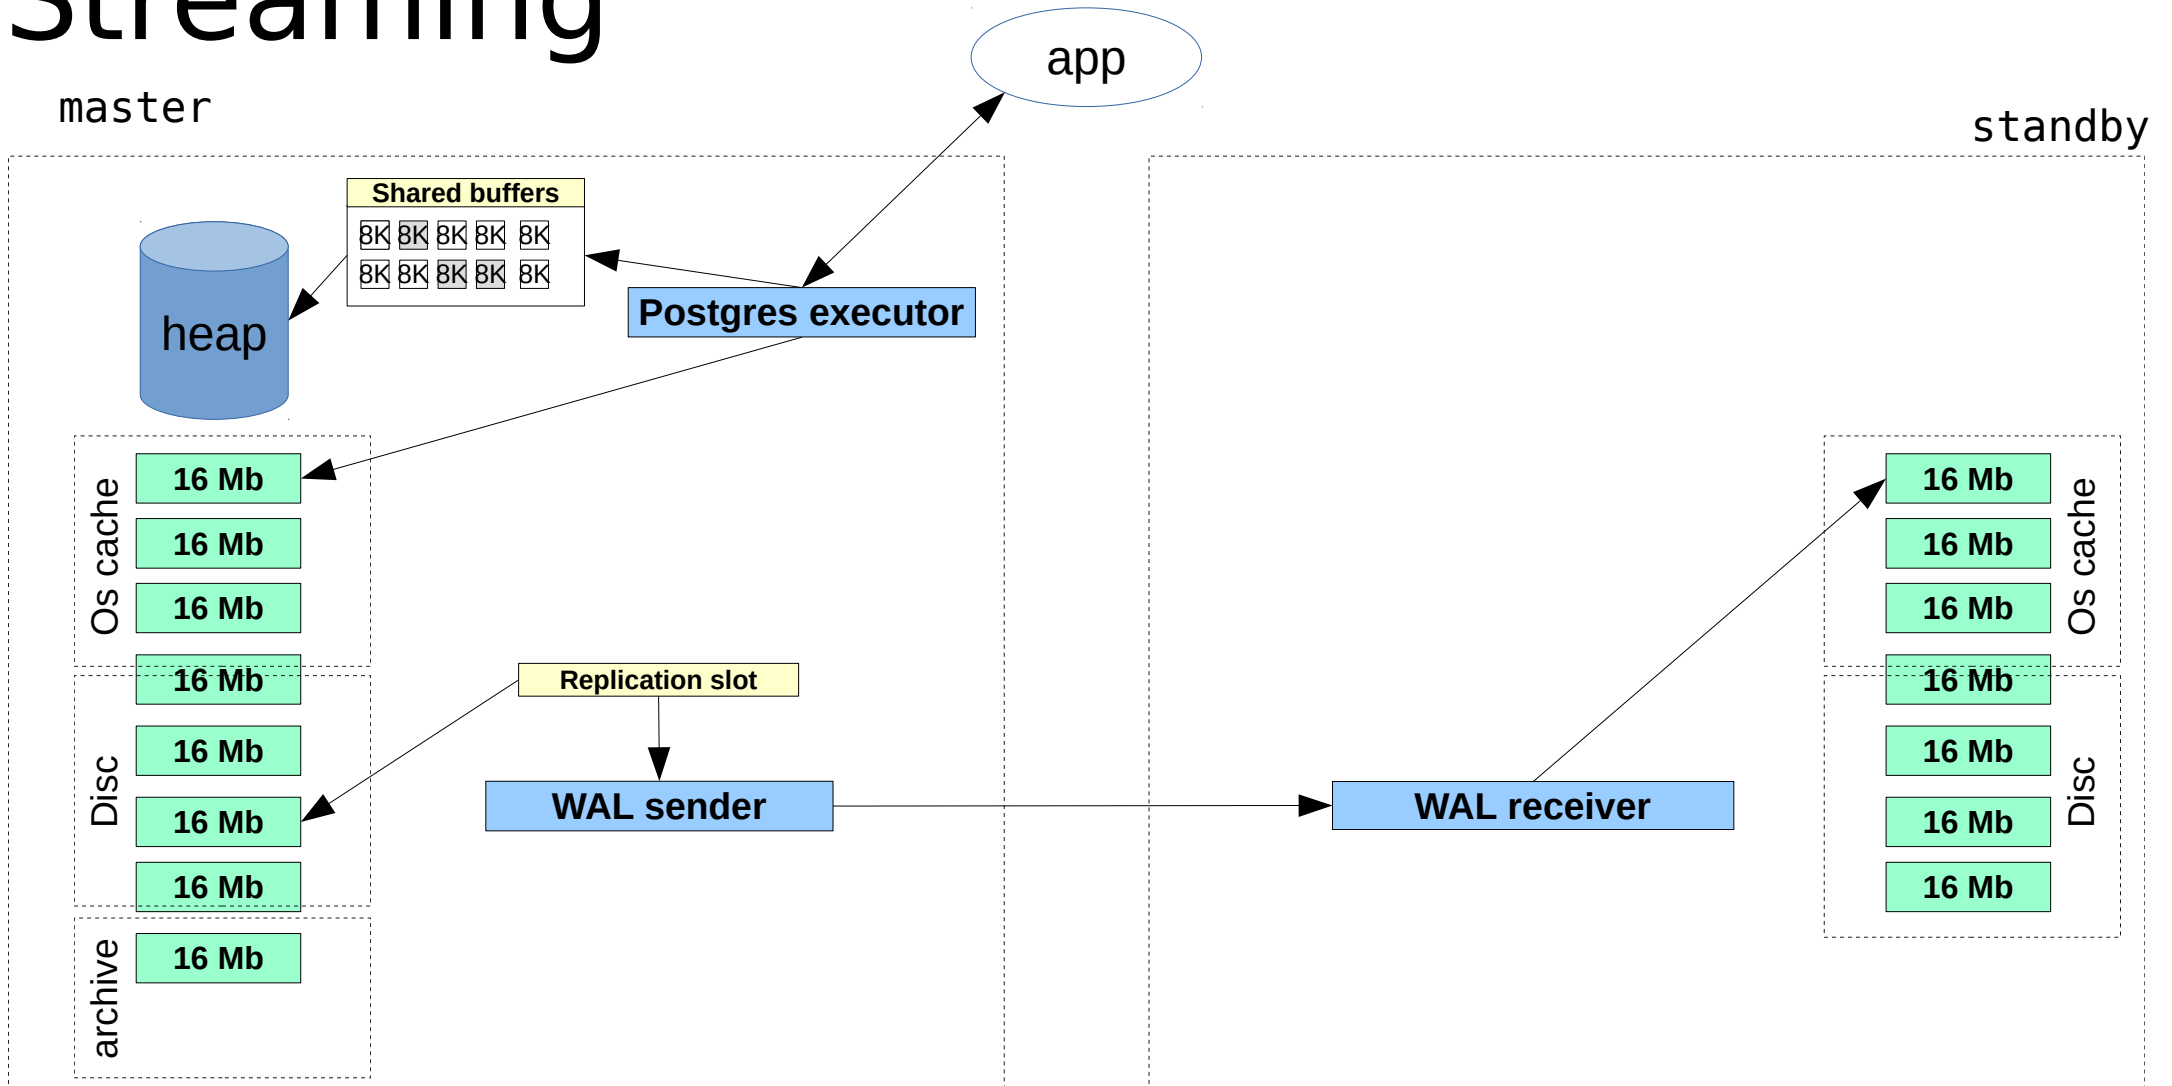 Streaming
app
master
standby
Shared buffers
8K 8K 8K 8K 8K
8K 8K 8K 8K 8K
heap
Postgres executor
Os cache
16 Mb
16 Mb
16 Mb
16 Mb
Disc
16 Mb
16 Mb
16 Mb
archive
16 Mb
Replication slot
WAL sender
WAL receiver
16 Mb
16 Mb
16 Mb
Os cache
16 Mb
16 Mb
16 Mb
16 Mb
Disc